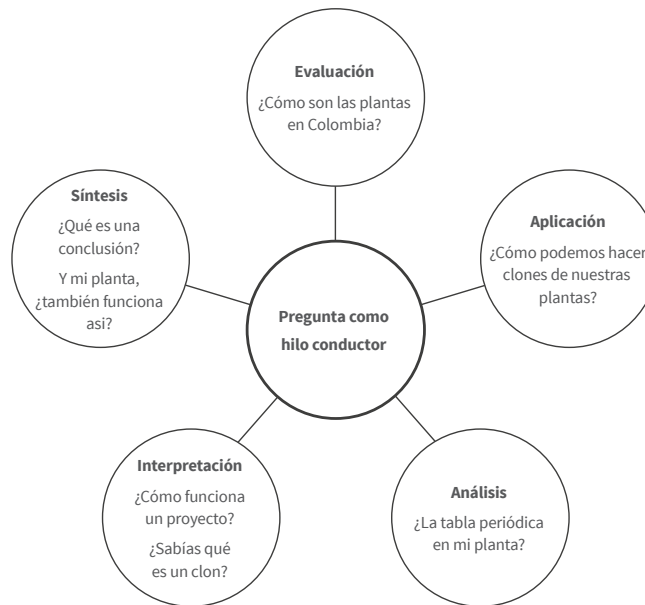 Evaluación
¿Cómo son las plantas
en Colombia?
Síntesis
¿Qué es una
conclusión?
Y mi planta,
¿también funciona
asi?
Aplicación
¿Cómo podemos hacer
clones de nuestras
plantas?
Pregunta como
hilo conductor
Interpretación
¿Cómo funciona
un proyecto?
¿Sabías qué
es un clon?
Análisis
¿La tabla periódica
en mi planta?